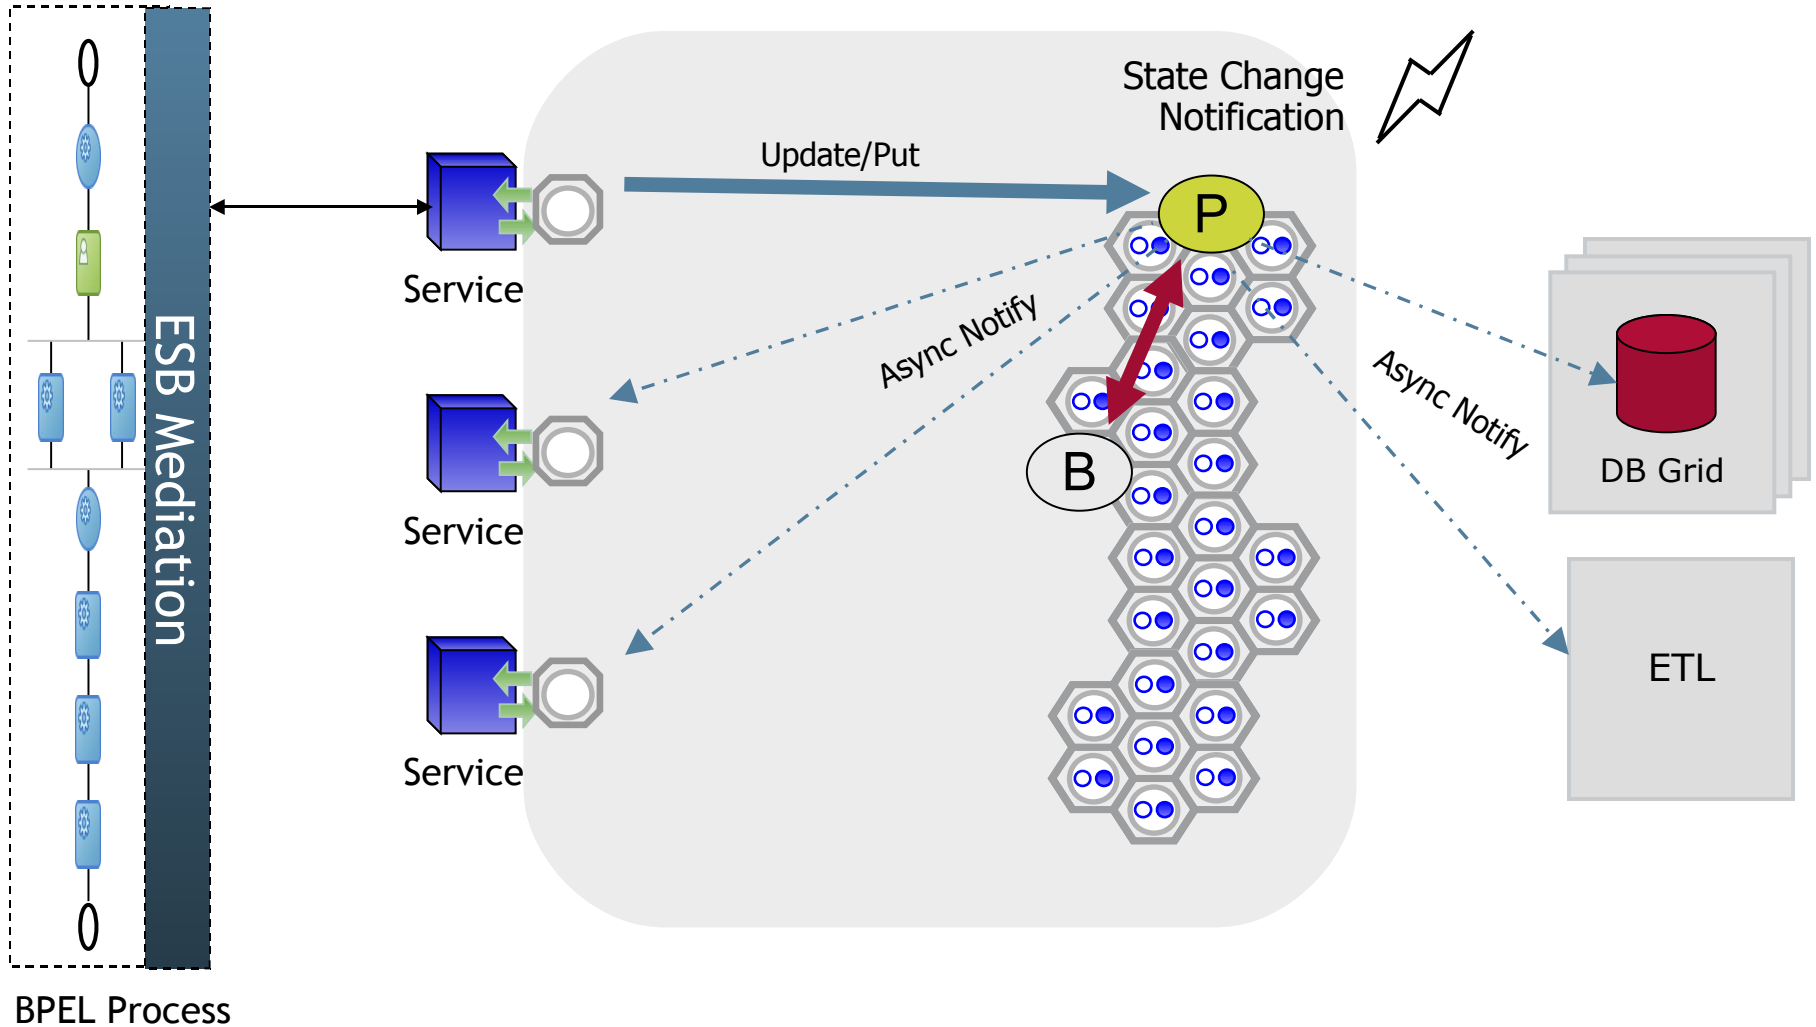 State Change
Notification
Update/Put
P
Service
Async Notify
ESB Mediation
Async Notify
B
DB Grid
Service
ETL
Service
BPEL Process